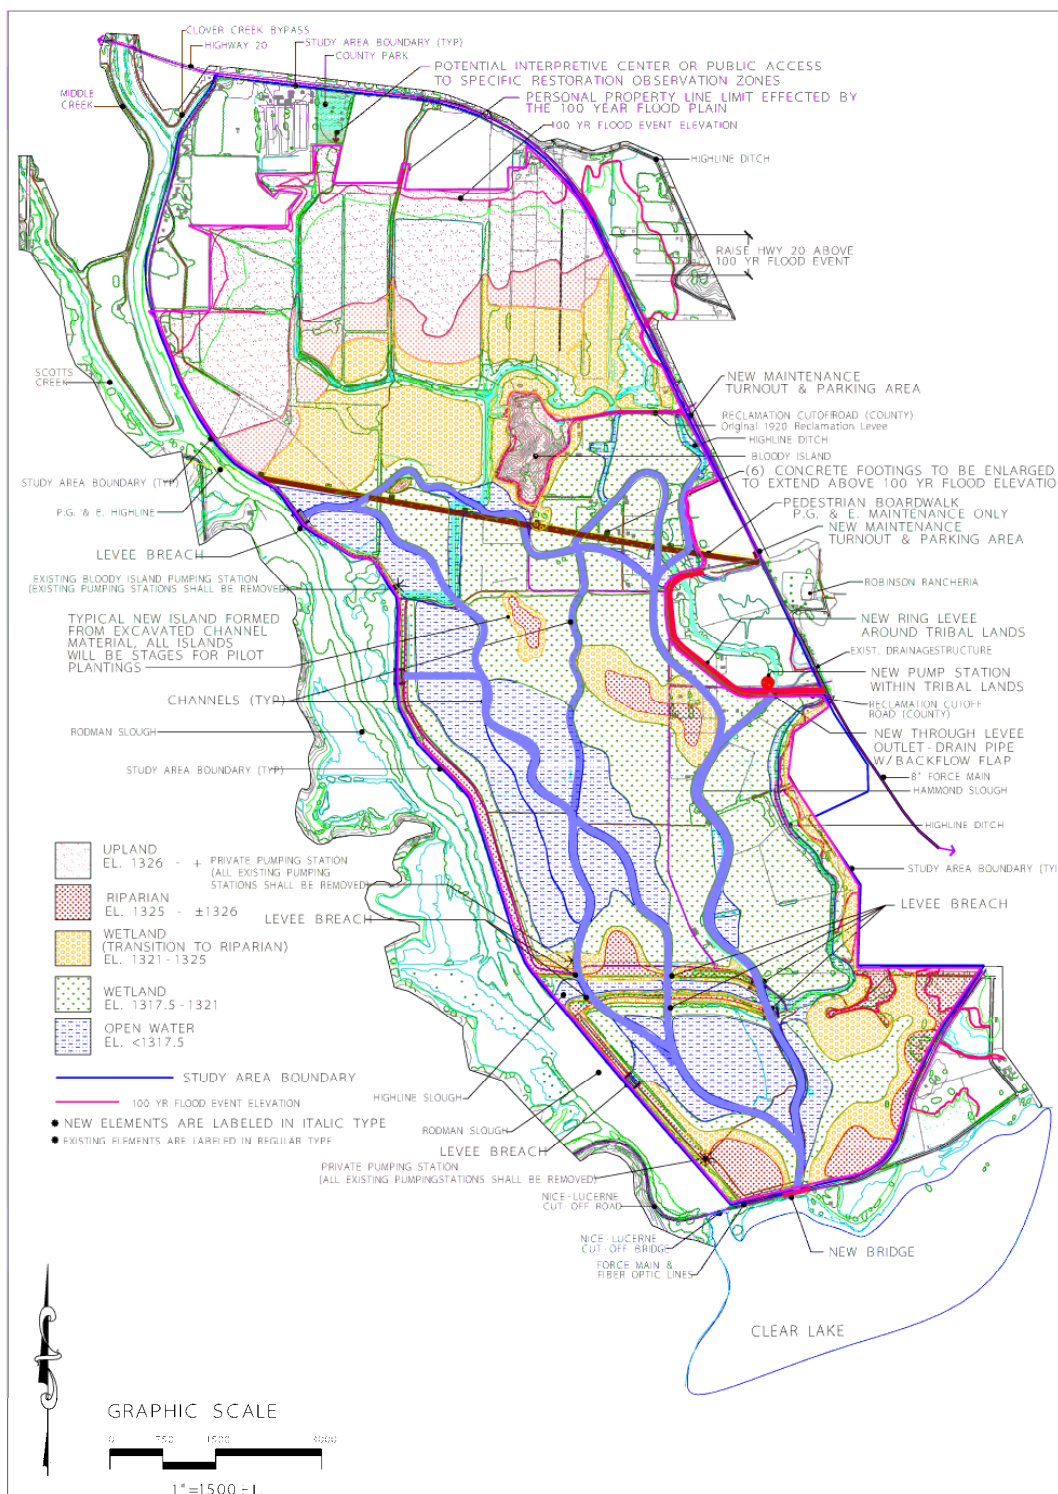 CLOVER CREEK BYPASS
HIGHWAY 20
STUDY AREA BOUNDARY (TYP)
COUNTY PARK
POTENTIAL INTERPRETIVE CENTER OR PUBLIC ACCESS
TO SPECIFIC RESTORATION OBSERVATION ZONES
MIDDLE
CREEK
PERSONAL PROPERTY LINE LIMIT EFFECTED BY
THE 100 YEAR FLOOD PLAIN
100 YR FLOOD EVENT ELEVATION
HIGHLINE DITCH
RAISE HWY 20 ABOVE
100 YR FLOOD EVENT
SCOTTS
CREEK
NEW MAINTENANCE
TURNOUT & PARKING AREA
RECLAMATION CUTOFFROAD (COUNTY)
Original 1920 Reclamation Levee
HIGHLINE DITCH
BLOODY ISLAND
(6) CONCRETE FOOTINGS TO BE ENLARGED
TO EXTEND ABOVE 100 YR FLOOD ELEVATIO
STUDY AREA BOUNDARY (TYP)
PEDESTRIAN BOARDWALK
P.G. & E. MAINTENANCE ONLY
P.G. & E. HIGHLINE
NEW MAINTENANCE
TURNOUT & PARKING AREA
LEVEE BREACH
EXISTING BLOODY ISLAND PUMPING STATION
(EXISTING PUMPING STATIONS SHALL BE REMOVED)
ROBINSON RANCHERIA
TYPICAL NEW ISLAND FORMED
FROM EXCAVATED CHANNEL
MATERIAL, ALL ISLANDS
WILL BE STAGES FOR PILOT
PLANTINGS
NEW RING LEVEE
AROUND TRIBAL LANDS
EXIST. DRAINAGESTRUCTURE
NEW PUMP STATION
WITHIN TRIBAL LANDS
CHANNELS (TYP)
RECLAMATION CUTOFF
ROAD (COUNTY)
RODMAN SLOUGH
NEW THROUGH LEVEE
OUTLET-DRAIN PIPE
W/BACKFLOW FLAP
STUDY AREA BOUNDARY (TYP)
8" FORCE MAIN
HAMMOND SLOUGH
HIGHLINE DITCH
UPLAND
EL. 1326 - +
PRIVATE PUMPING STATION
(ALL EXISTING PUMPING
STATIONS SHALL BE REMOVED)
STUDY AREA BOUNDARY (TY
RIPARIAN
EL. 1325 - ±1326
LEVEE BREACH
LEVEE BREACH
WETLAND
(TRANSITION TO RIPARIAN)
EL. 1321-1325
WETLAND
EL. 1317.5-1321
OPEN WATER
EL. <1317.5
STUDY AREA BOUNDARY
100 YR FLOOD EVENT ELEVATION
HIGHLINE SLOUGH
NEW ELEMENTS ARE LABELED IN ITALIC TYPE
EXISTING ELEMENTS ARE LABELED IN REGULAR TYPE
RODMAN SLOUGH
LEVEE BREACH
PRIVATE PUMPING STATION
(ALL EXISTING PUMPINGSTATIONS SHALL BE REMOVED)
NICE-LUCERNE
CUT OFF ROAD
NICE-LUCERNE
CUT-OFF BRIDGE
NEW BRIDGE
FORCE MAIN &
FIBER OPTIC LINES
CLEAR LAKE
GRAPHIC SCALE
0 750 1500 3000
1"=1500 FT.